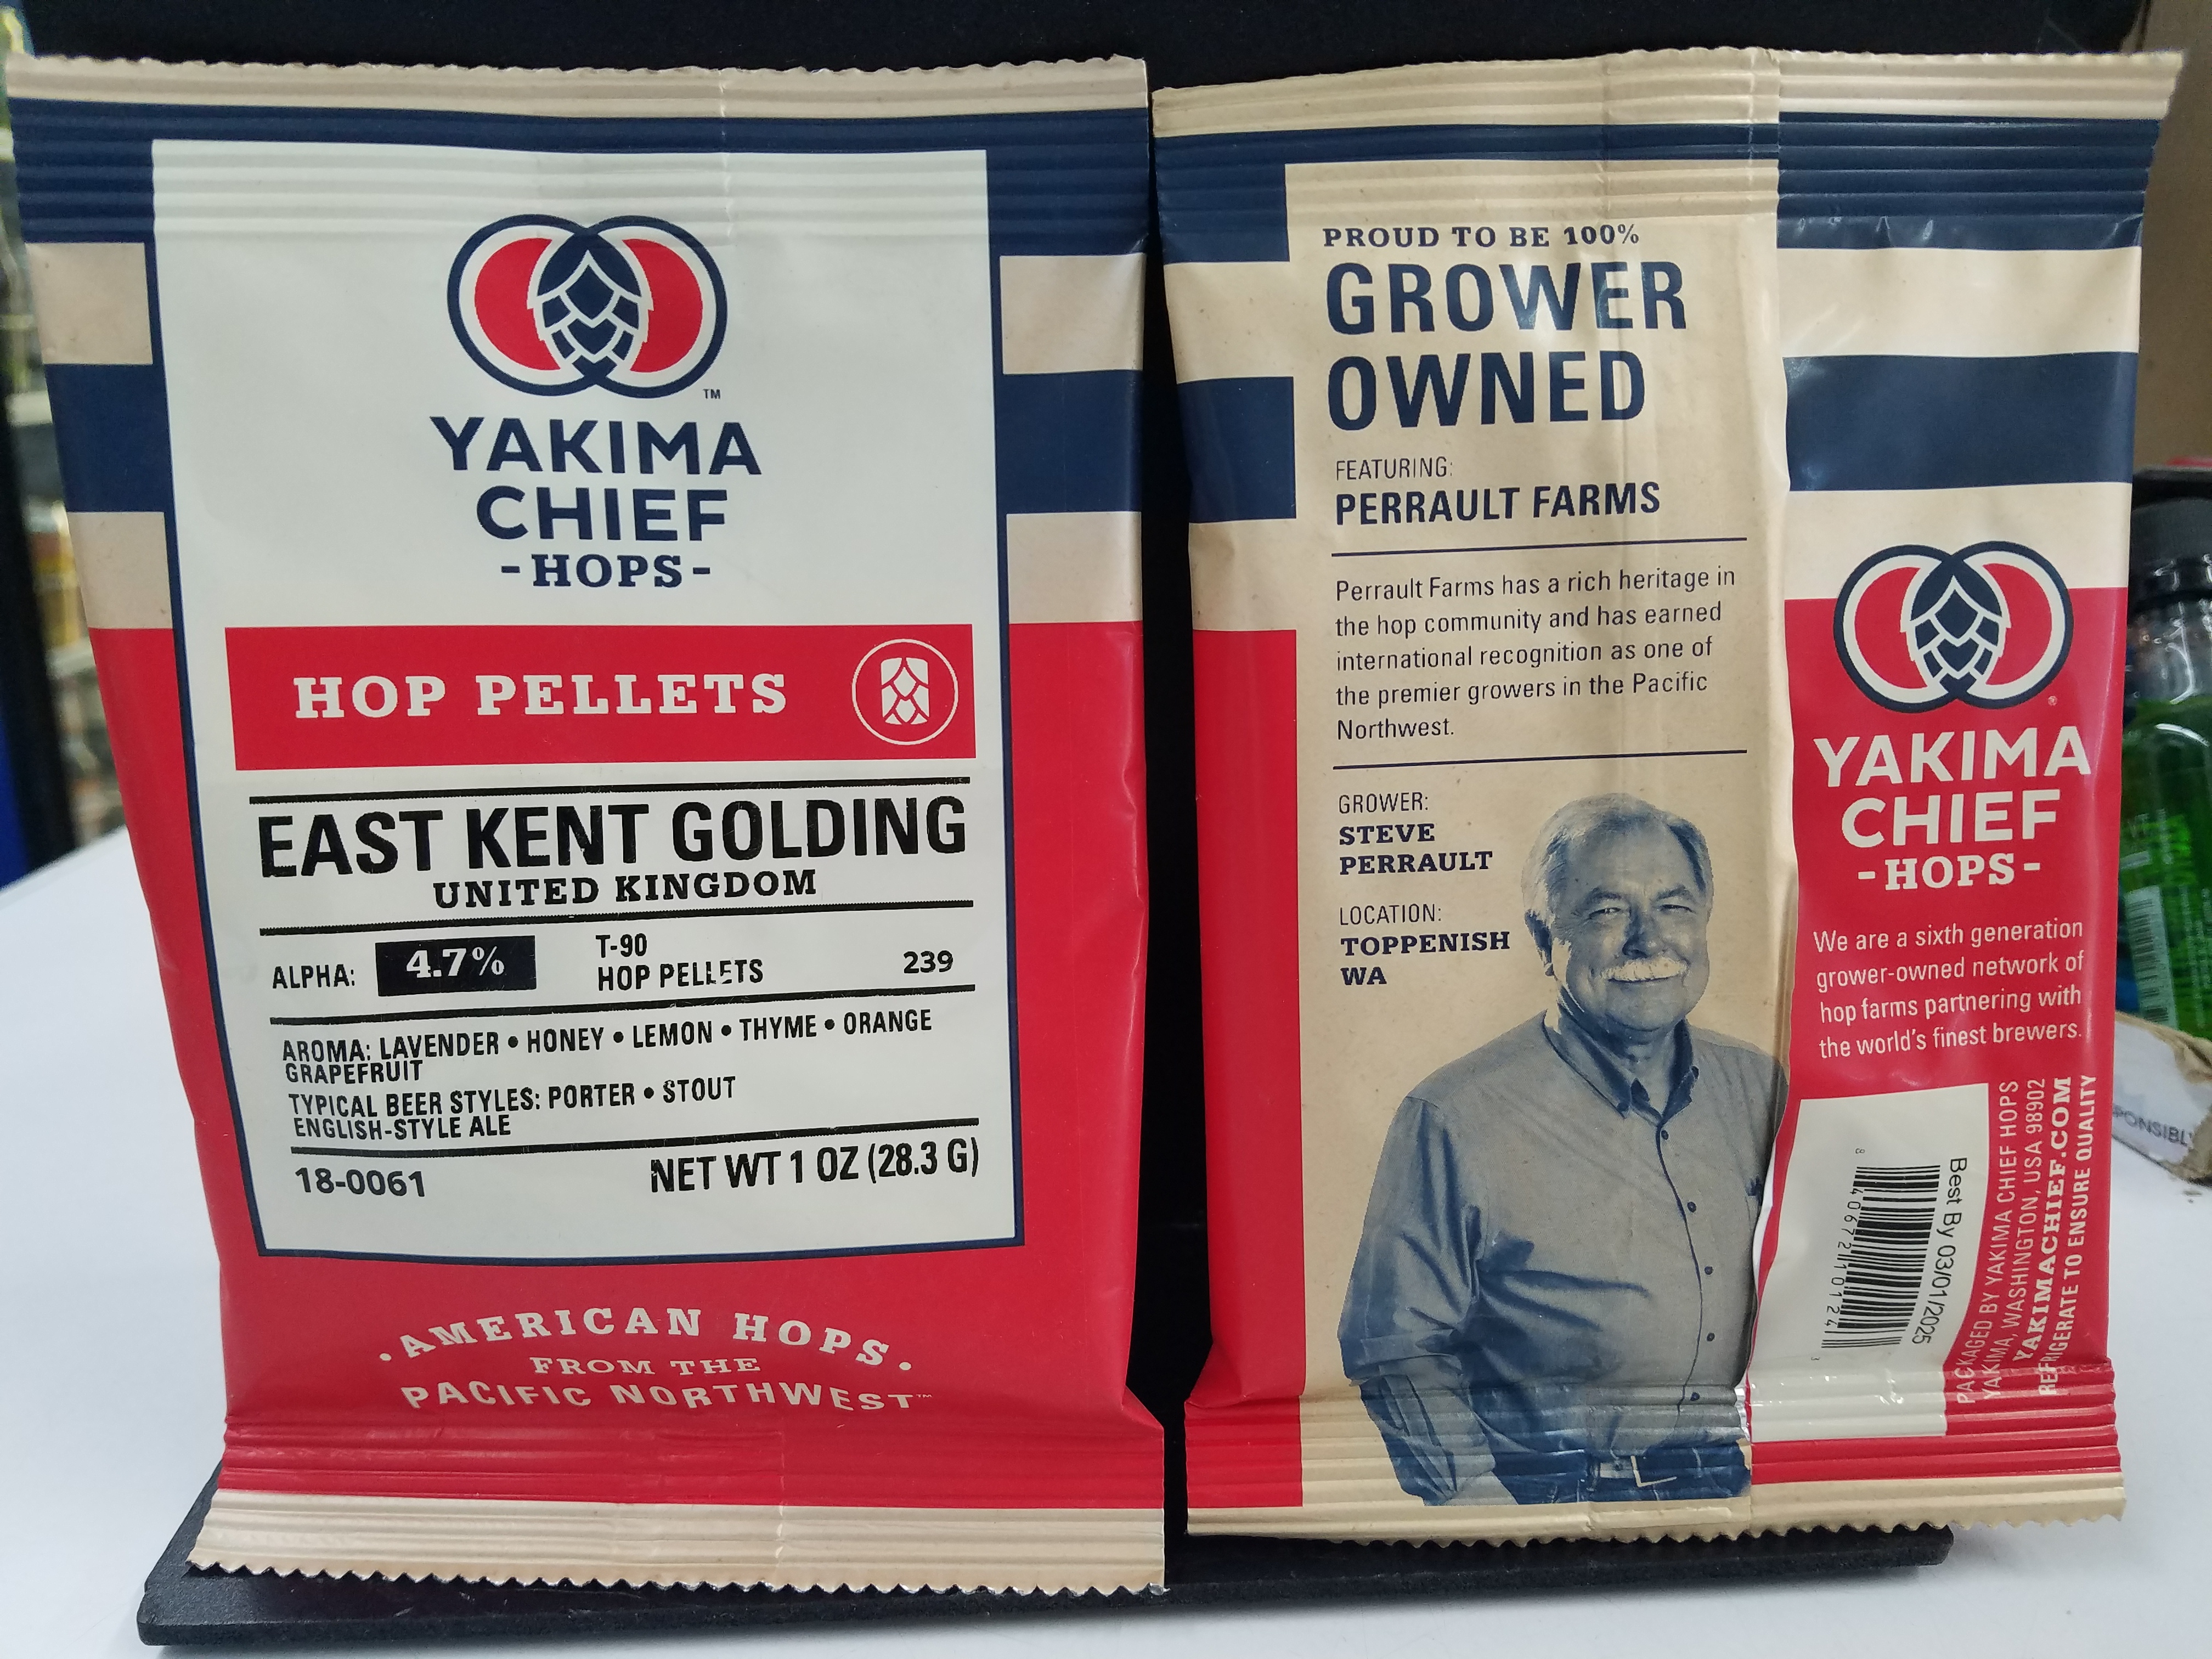 YAKIMA
CHIEF
-HOPS-
™
HOP PELLETS
EAST KENT GOLDING
UNITED KINGDOM
ALPHA: 4.7%
T-90
HOP PELLETS
239
AROMA: LAVENDER • HONEY • LEMON • THYME • ORANGE
GRAPEFRUIT
TYPICAL BEER STYLES: PORTER • STOUT
ENGLISH-STYLE ALE
18-0061
NET WT 1 OZ (28.3 G)
• AMERICAN HOPS •
FROM THE
PACIFIC NORTHWEST™
PROUD TO BE 100%
GROWER
OWNED
FEATURING:
PERRAULT FARMS
Perrault Farms has a rich heritage in
the hop community and has earned
international recognition as one of
the premier growers in the Pacific
Northwest.
GROWER:
STEVE
PERRAULT
LOCATION:
TOPPENISH
WA
YAKIMA
CHIEF
-HOPS-
®
We are a sixth generation
grower-owned network of
hop farms partnering with
the world's finest brewers.
8 40672 11012 4
Best By 03/01/2025
PACKAGED BY YAKIMA CHIEF HOPS
YAKIMA, WASHINGTON, USA 98902
YAKIMACHIEF.COM
REFRIGERATE TO ENSURE QUALITY